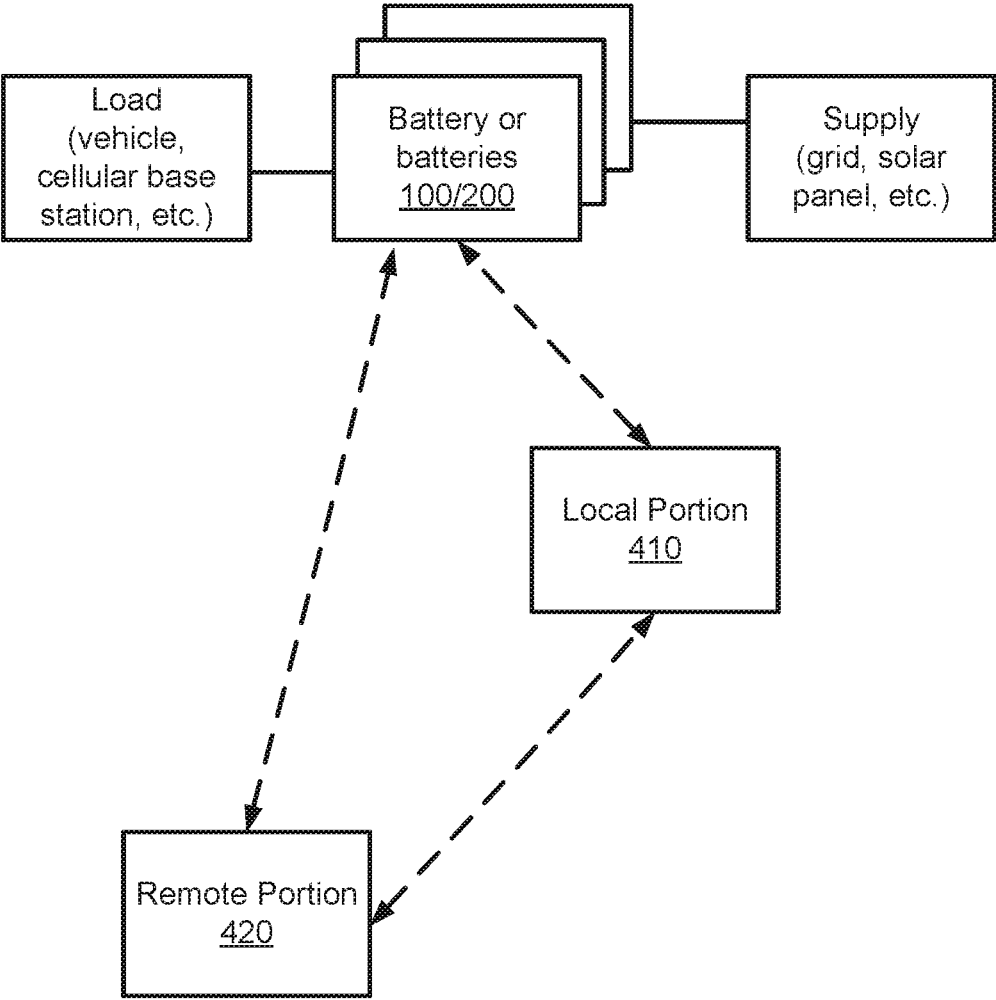 Load
(vehicle,
cellular base
station, etc.)
Battery or
batteries
100/200
Supply
(grid, solar
panel, etc.)
Local Portion
410
Remote Portion
420